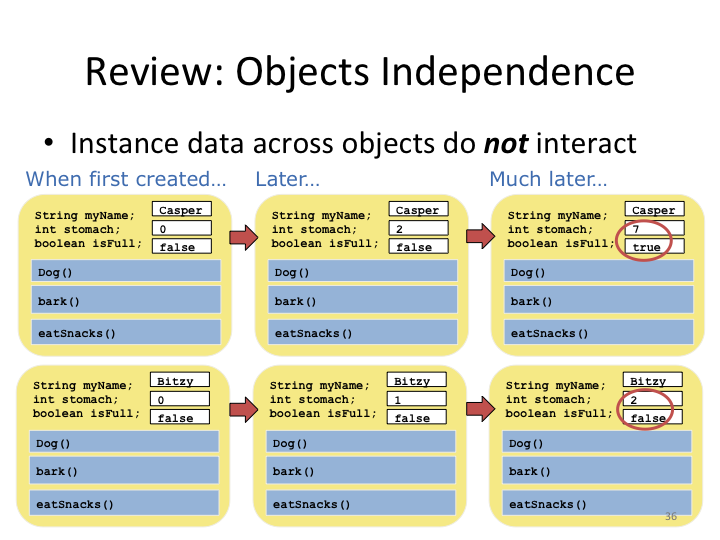 Review: Objects Independence
• Instance data across objects do not interact
When first created…
Later…
Much later…
String myName; Casper
int stomach; 0
boolean isFull; false
Dog()
bark()
eatSnacks()
String myName; Casper
int stomach; 2
boolean isFull; false
Dog()
bark()
eatSnacks()
String myName; Casper
int stomach; 7
boolean isFull; true
Dog()
bark()
eatSnacks()
String myName; Bitzy
int stomach; 0
boolean isFull; false
Dog()
bark()
eatSnacks()
String myName; Bitzy
int stomach; 1
boolean isFull; false
Dog()
bark()
eatSnacks()
String myName; Bitzy
int stomach; 2
boolean isFull; false
Dog()
bark()
eatSnacks()
36